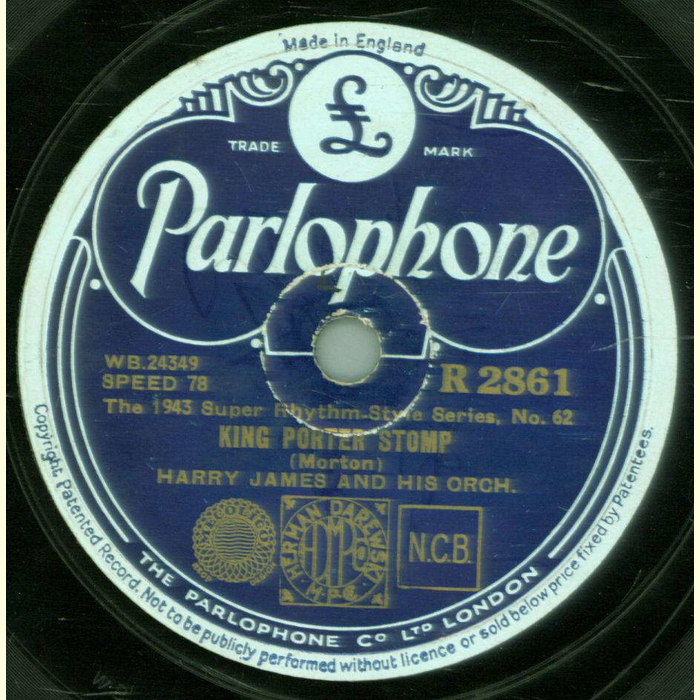 Made in England
£
TRADE MARK
Parlophone
WB.24349
SPEED 78
R 2861
The 1943 Super Rhythm-Style Series, No. 62
KING PORTER STOMP
(Morton)
HARRY JAMES AND HIS ORCH.
HERMAN DAREWSKI
M.P.C.
N.C.B.
THE PARLOPHONE Cº LTD LONDON
Copyright Patented Record. Not to be publicly performed without licence or sold below price fixed by Patentees.